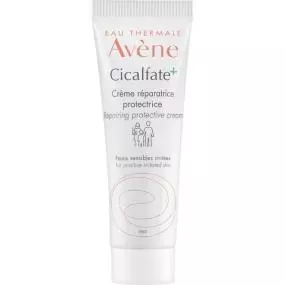 EAU THERMALE
Avène
Cicalfate+
Crème réparatrice
protectrice
Repairing protective cream
Peaux sensibles irritées
For sensitive irritated skin